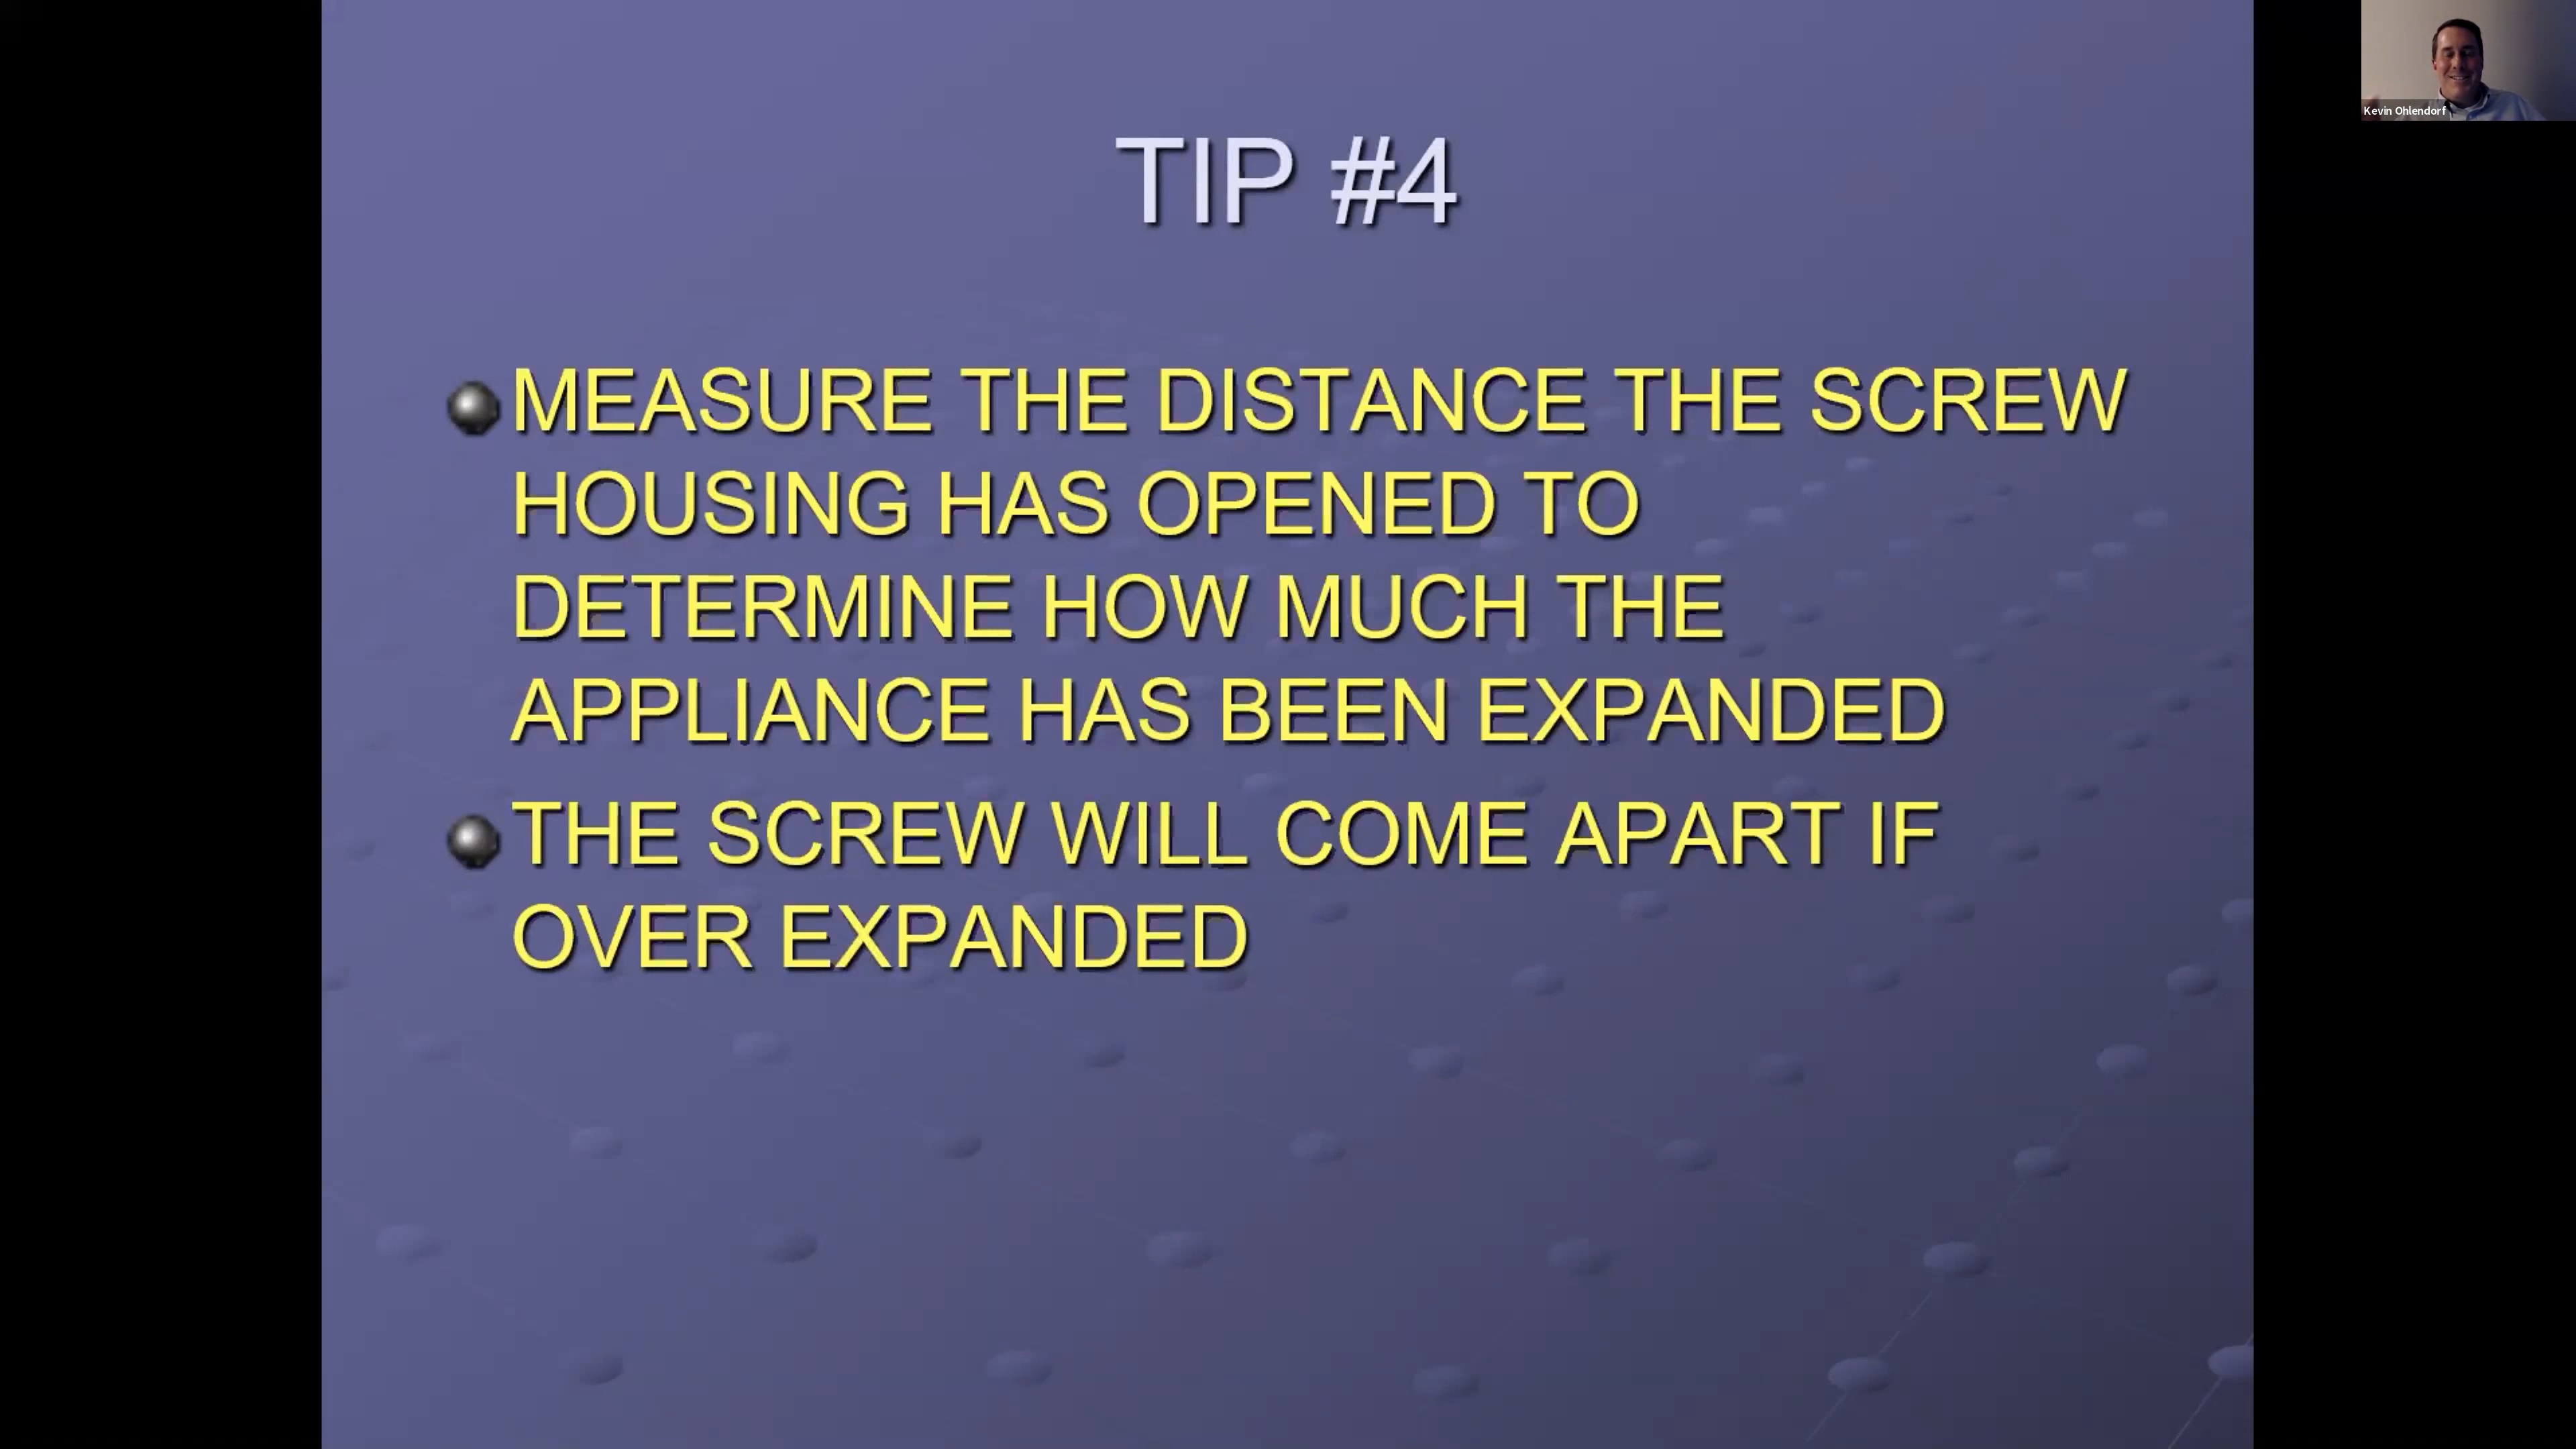 TIP #4
MEASURE THE DISTANCE THE SCREW
HOUSING HAS OPENED TO
DETERMINE HOW MUCH THE
APPLIANCE HAS BEEN EXPANDED
THE SCREW WILL COME APART IF
OVER EXPANDED
Kevin Ohlendorf